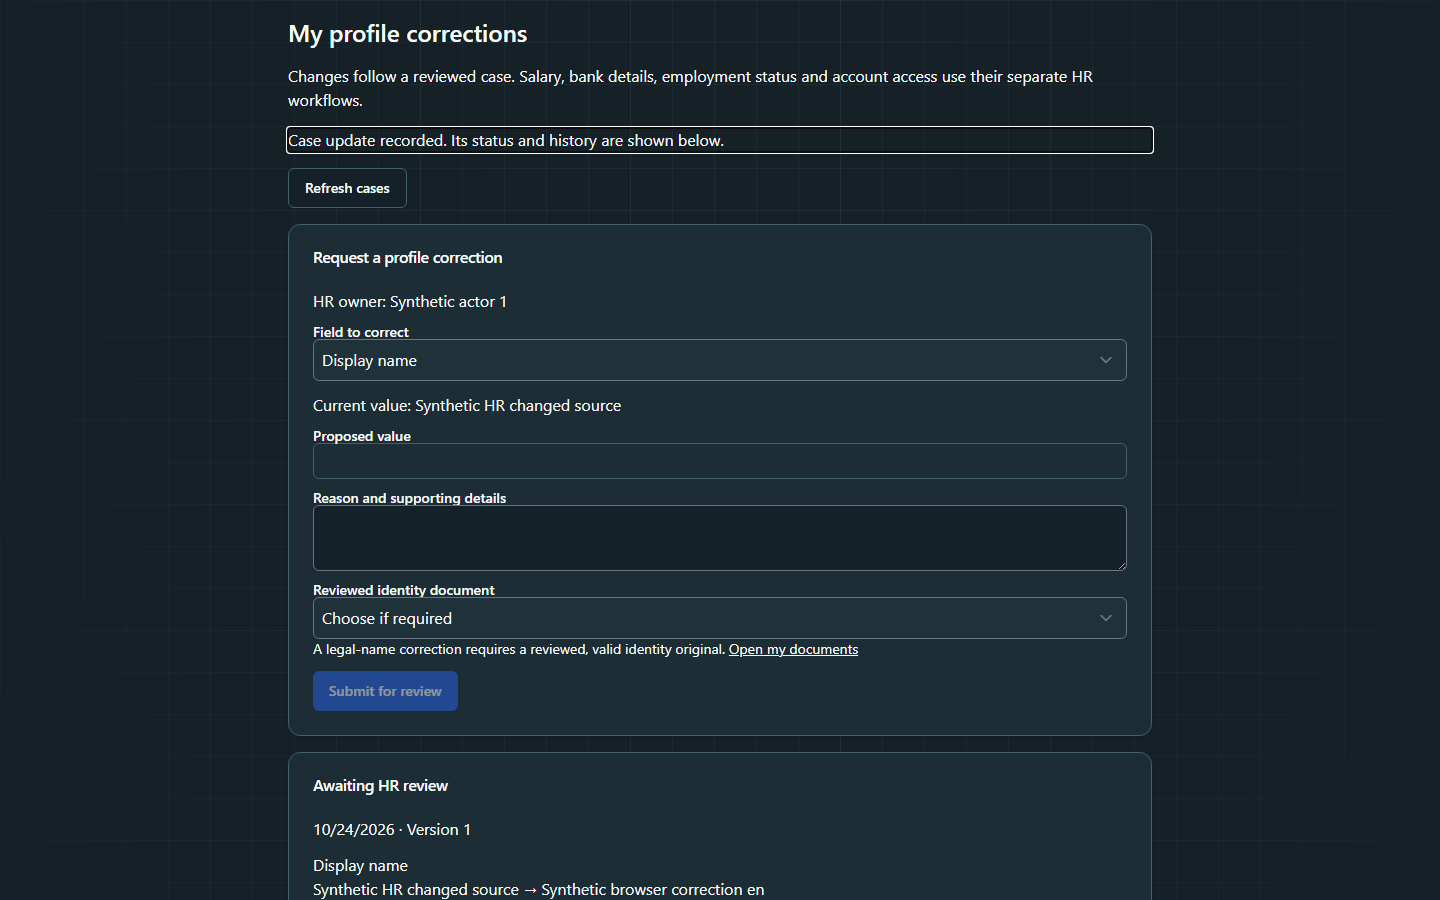 My profile corrections
Changes follow a reviewed case. Salary, bank details, employment status and account access use their separate HR
workflows.
Case update recorded. Its status and history are shown below.
Refresh cases
Request a profile correction
HR owner: Synthetic actor 1
Field to correct
Display name
Current value: Synthetic HR changed source
Proposed value
Reason and supporting details
Reviewed identity document
Choose if required
A legal-name correction requires a reviewed, valid identity original. Open my documents
Submit for review
Awaiting HR review
10/24/2026 · Version 1
Display name
Synthetic HR changed source → Synthetic browser correction en